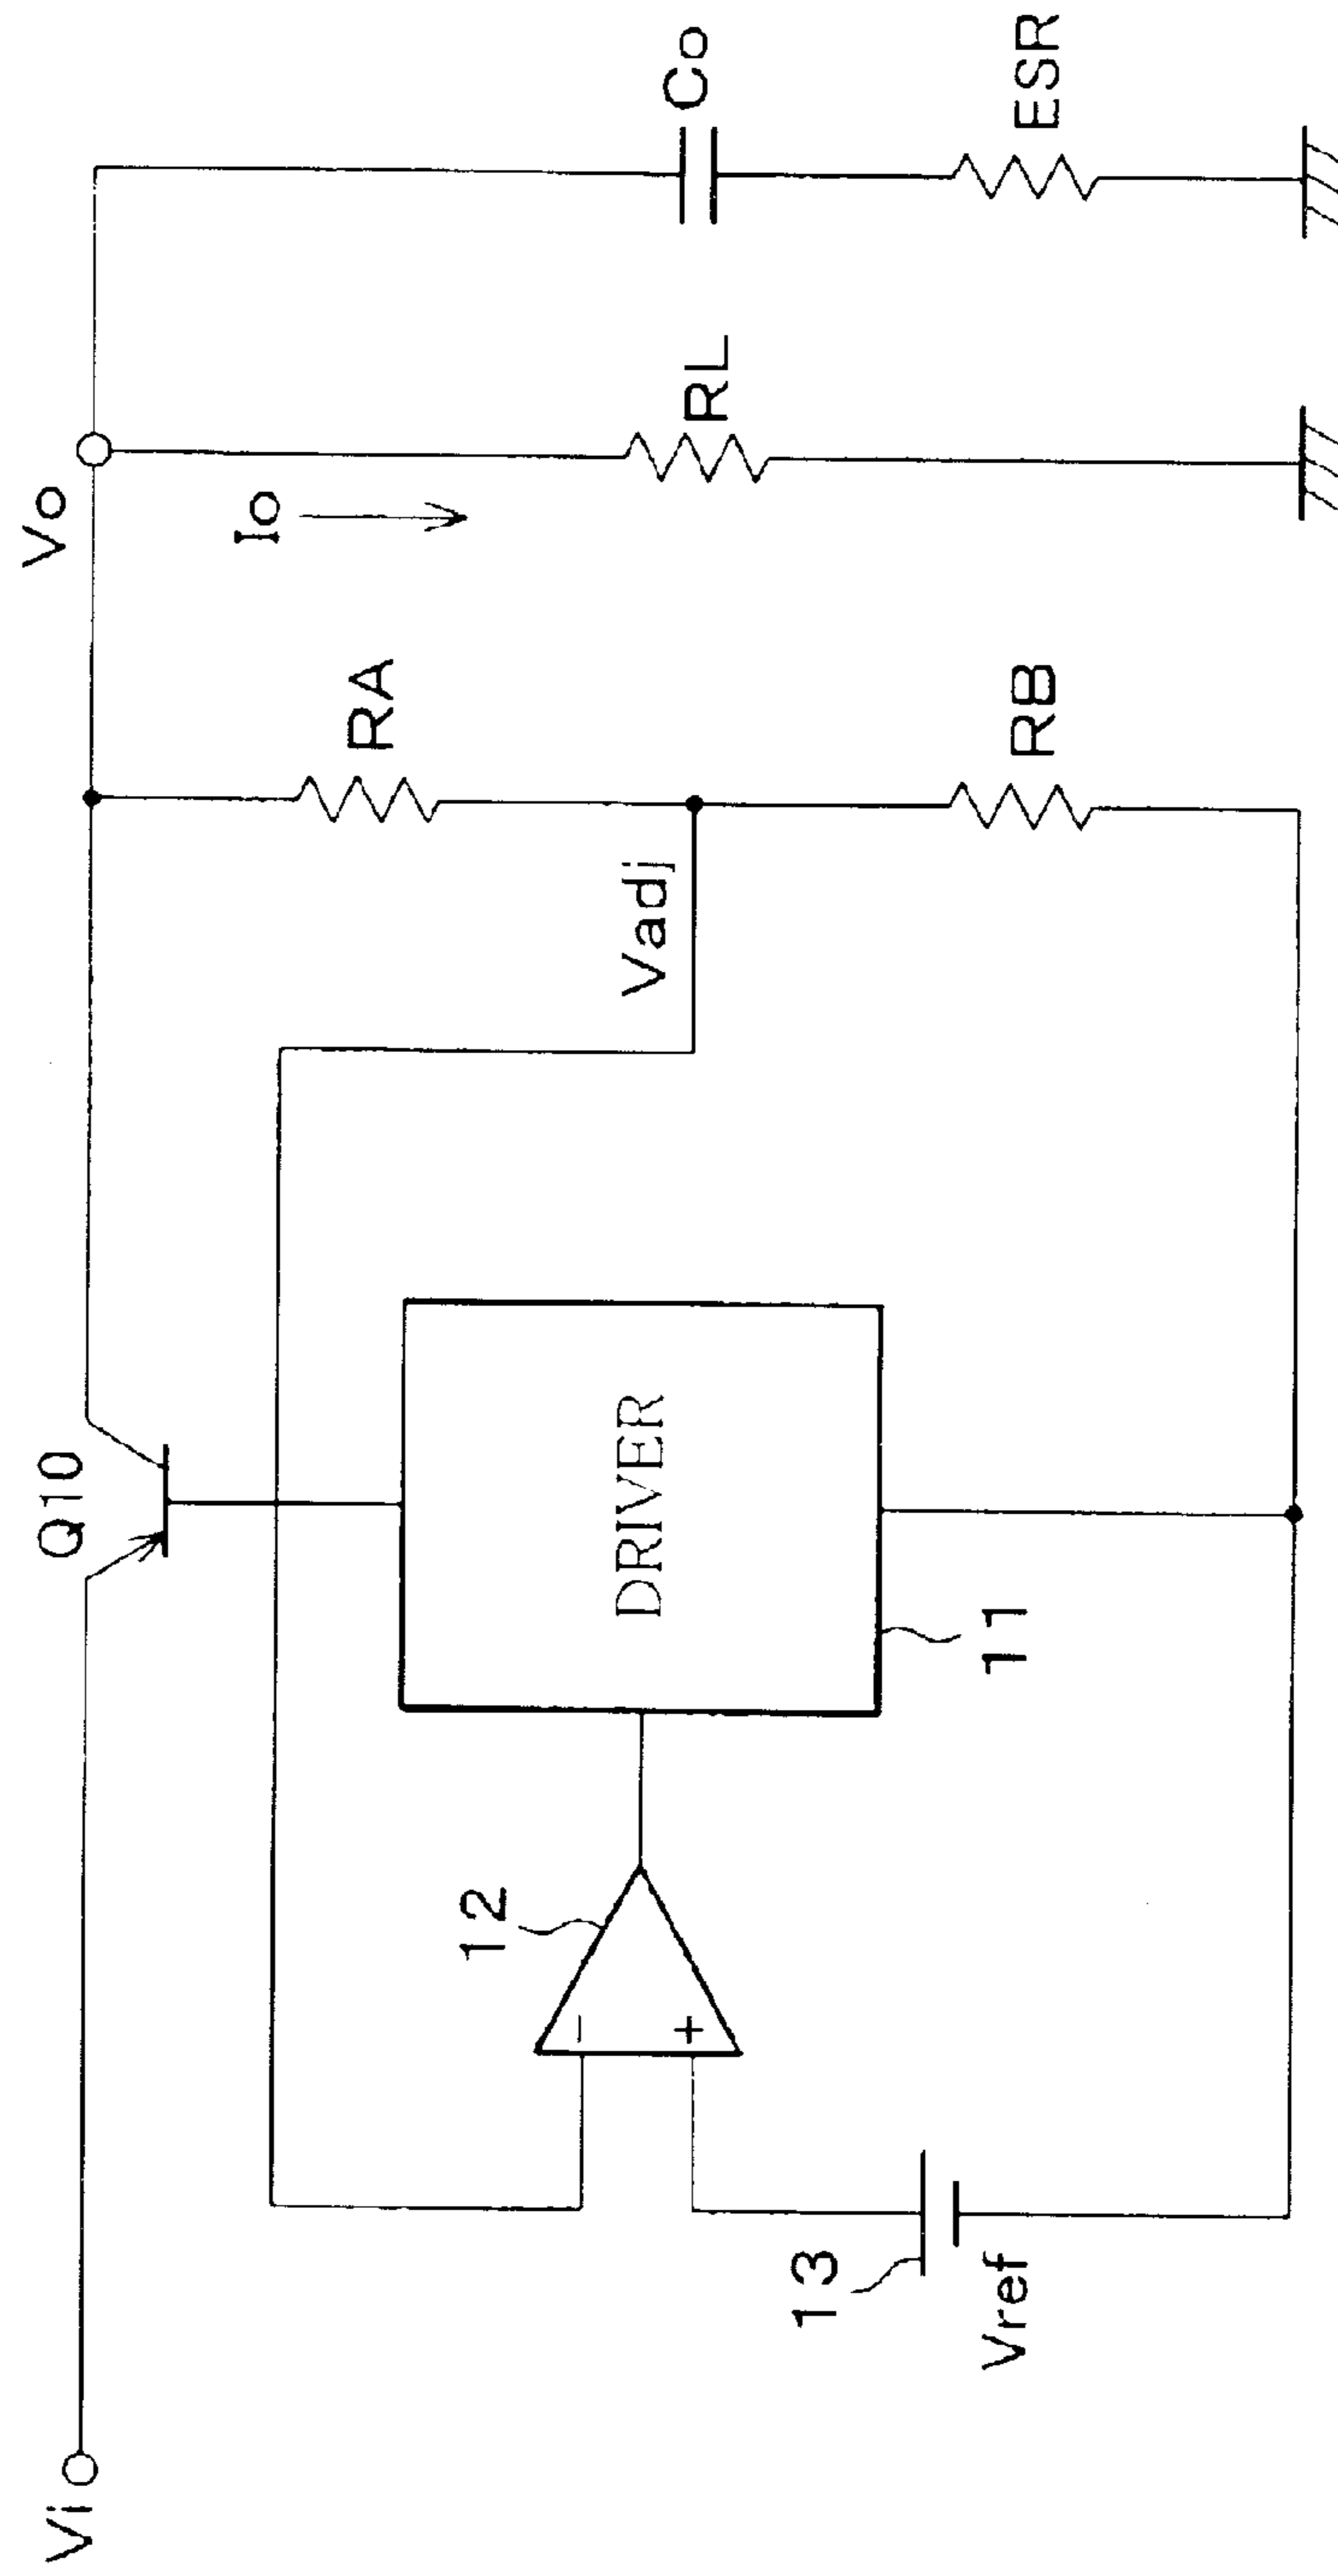 Vi
Q10
Vo
Io
RA
RL
Co
Vadj
12
DRIVER
11
13
Vref
RB
ESR
−
+